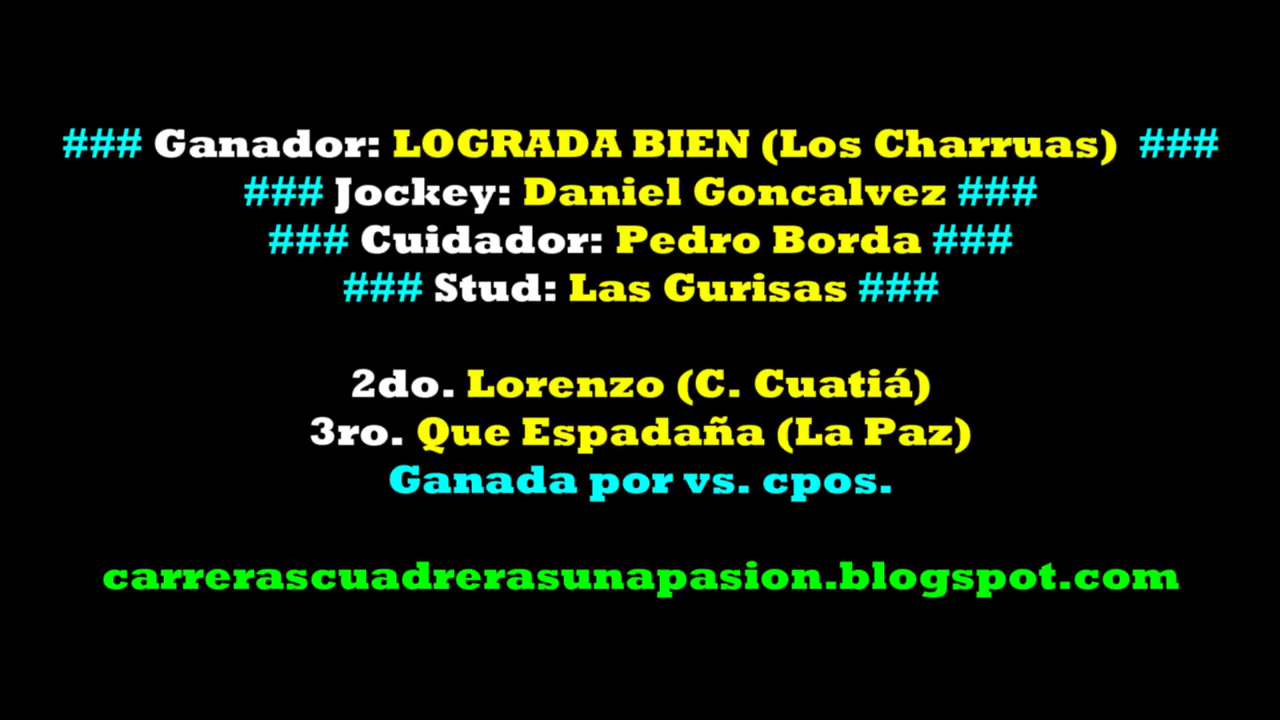 ### Ganador: LOGRADA BIEN (Los Charruas) ###
### Jockey: Daniel Goncalvez ###
### Cuidador: Pedro Borda ###
### Stud: Las Gurisas ###
2do. Lorenzo (C. Cuatiá)
3ro. Que Espadaña (La Paz)
Ganada por vs. cpos.
carrerascuadrerasunapasion.blogspot.com